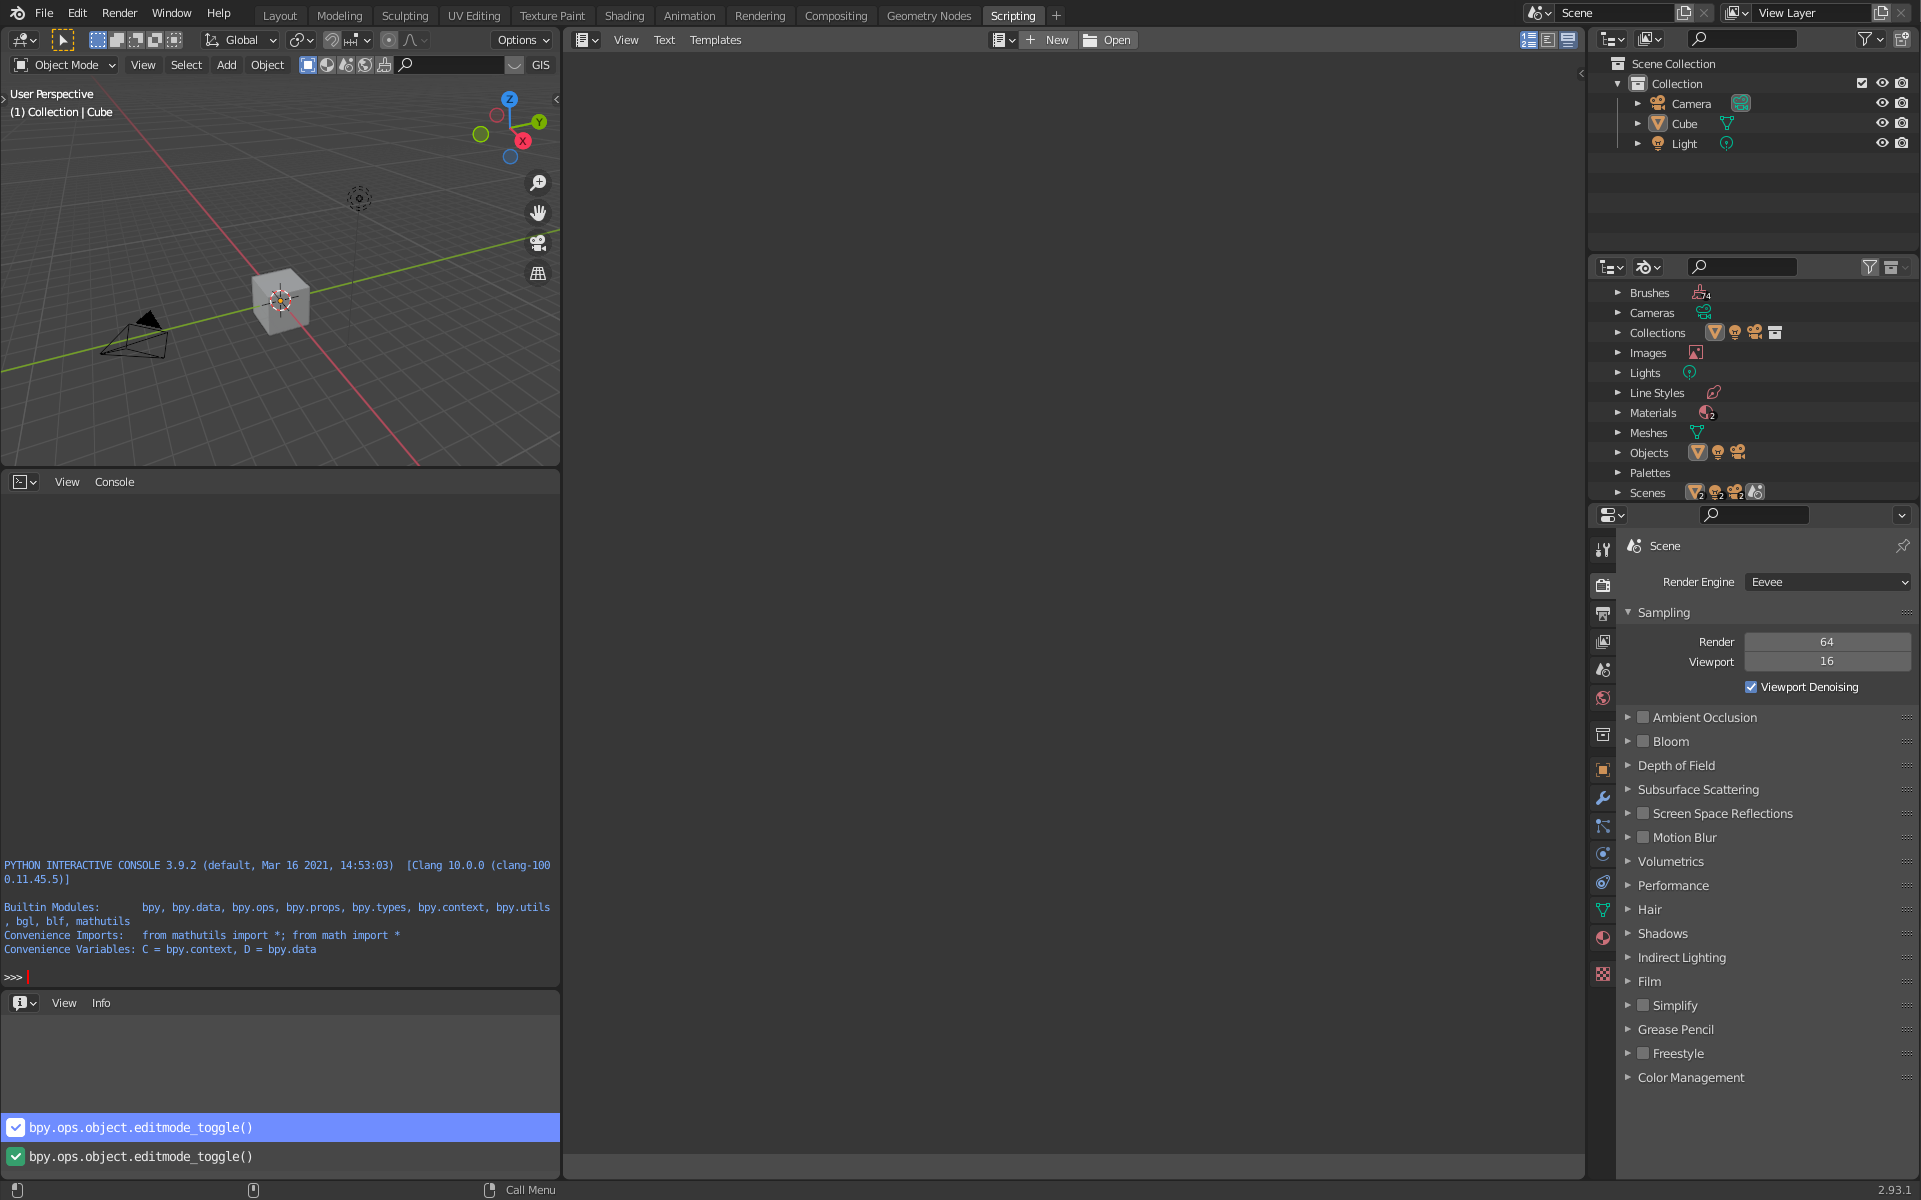 File Edit Render Window Help Layout Modeling Sculpting UV Editing Texture Paint Shading Animation Rendering Compositing Geometry Nodes Scripting + Scene View Layer
Global Options
Object Mode View Select Add Object GIS
User Perspective
(1) Collection | Cube
Z
Y
X
View Console
PYTHON INTERACTIVE CONSOLE 3.9.2 (default, Mar 16 2021, 14:53:03)  [Clang 10.0.0 (clang-100
0.11.45.5)]
Builtin Modules:       bpy, bpy.data, bpy.ops, bpy.props, bpy.types, bpy.context, bpy.utils
, bgl, blf, mathutils
Convenience Imports:   from mathutils import *; from math import *
Convenience Variables: C = bpy.context, D = bpy.data
>>>
View Info
bpy.ops.object.editmode_toggle()
bpy.ops.object.editmode_toggle()
View Text Templates + New Open
Scene Collection
Collection
Camera
Cube
Light
Brushes 74
Cameras
Collections
Images
Lights
Line Styles
Materials 2
Meshes
Objects
Palettes
Scenes 2 2 2
Scene
Render Engine Eevee
Sampling
Render 64
Viewport 16
Viewport Denoising
Ambient Occlusion
Bloom
Depth of Field
Subsurface Scattering
Screen Space Reflections
Motion Blur
Volumetrics
Performance
Hair
Shadows
Indirect Lighting
Film
Simplify
Grease Pencil
Freestyle
Color Management
Call Menu 2.93.1